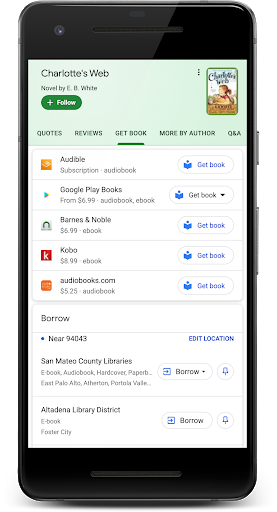 Charlotte's Web
Novel by E. B. White
Follow
Charlotte's
Web
QUOTES REVIEWS GET BOOK MORE BY AUTHOR Q&A
Audible
Subscription · audiobook
Get book
Google Play Books
From $6.99 · audiobook, ebook
Get book
Barnes & Noble
$6.99 · ebook
Get book
Kobo
$8.99 · ebook
Get book
audiobooks.com
$5.25 · audiobook
Get book
Borrow
Near 94043
EDIT LOCATION
San Mateo County Libraries
E-book, Audiobook, Hardcover, Paperb...
East Palo Alto, Atherton, Portola Valle...
Borrow
Altadena Library District
E-book
Foster City
Borrow